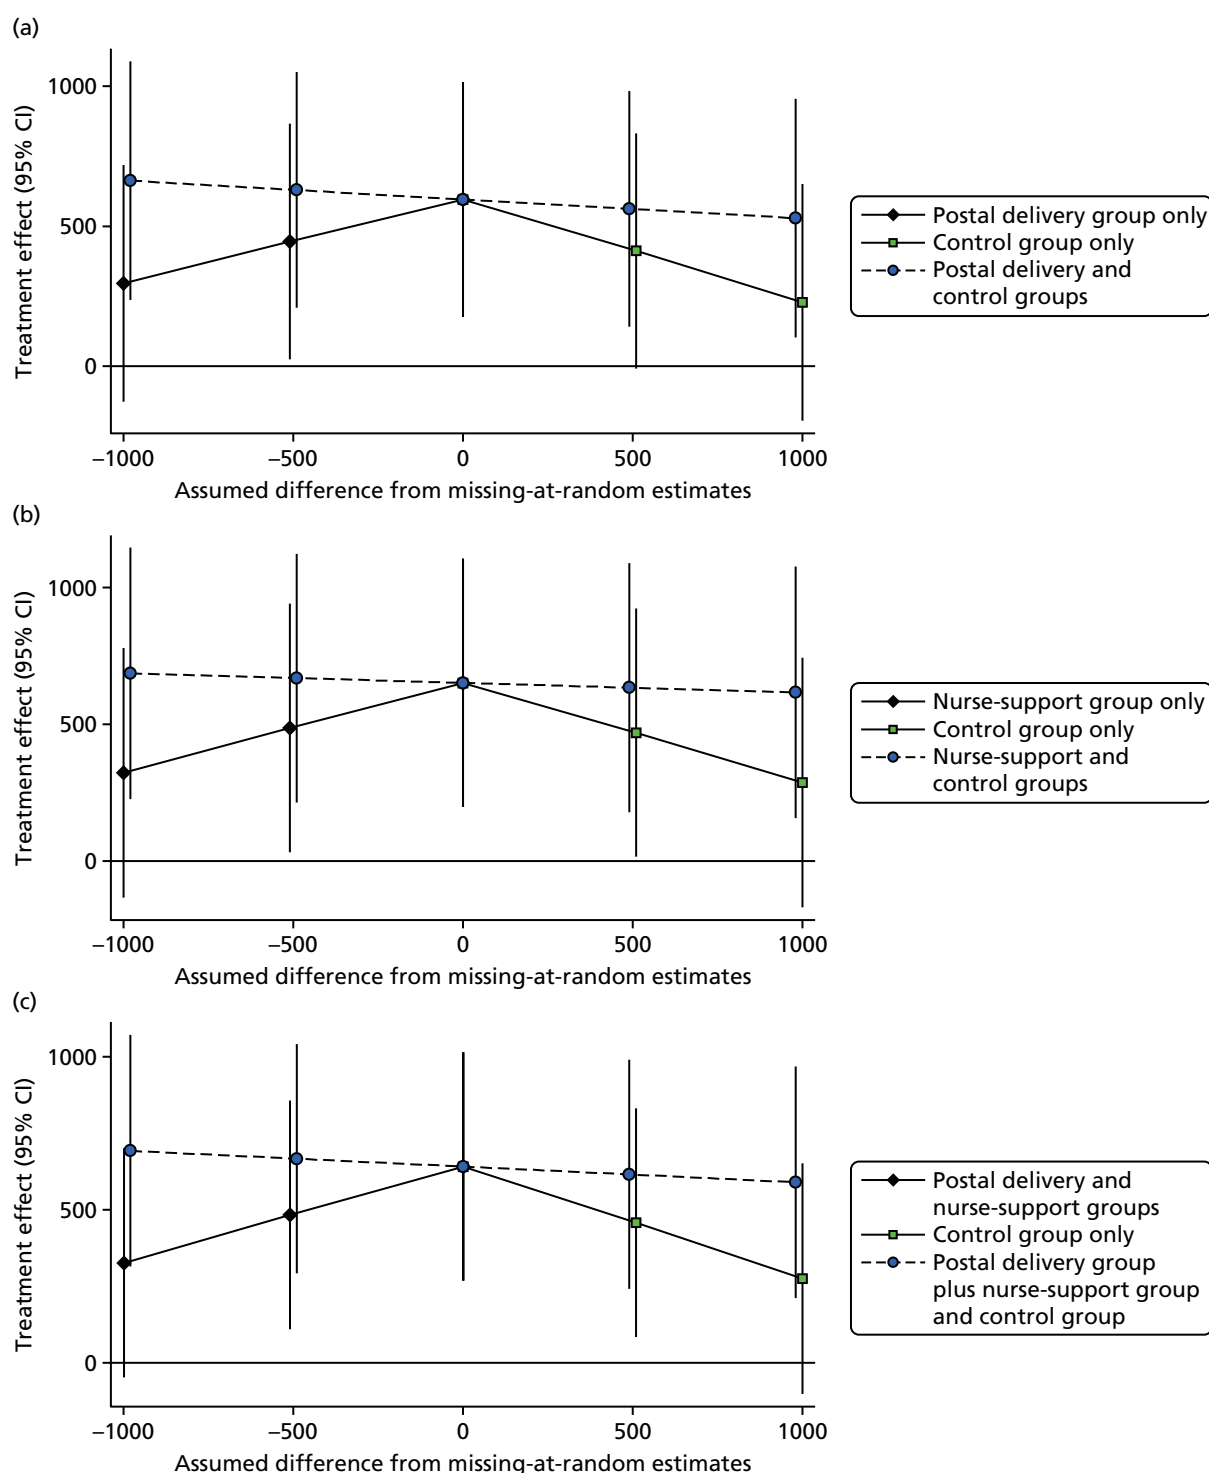 (a)
Treatment effect (95% CI)
1000
500
0
−1000
−500
0
500
1000
Assumed difference from missing-at-random estimates
Postal delivery group only
Control group only
Postal delivery and
control groups
(b)
Treatment effect (95% CI)
1000
500
0
−1000
−500
0
500
1000
Assumed difference from missing-at-random estimates
Nurse-support group only
Control group only
Nurse-support and
control groups
(c)
Treatment effect (95% CI)
1000
500
0
−1000
−500
0
500
1000
Assumed difference from missing-at-random estimates
Postal delivery and
nurse-support groups
Control group only
Postal delivery group
plus nurse-support group
and control group